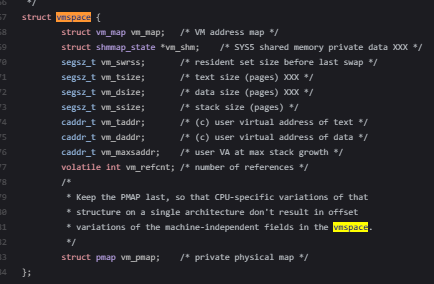 */
67 struct vmspace {
68 struct vm_map vm_map; /* VM address map */
69 struct shmmap_state *vm_shm; /* SYS5 shared memory private data XXX */
70 segsz_t vm_swrss; /* resident set size before last swap */
71 segsz_t vm_tsize; /* text size (pages) XXX */
72 segsz_t vm_dsize; /* data size (pages) XXX */
73 segsz_t vm_ssize; /* stack size (pages) */
74 caddr_t vm_taddr; /* (c) user virtual address of text */
75 caddr_t vm_daddr; /* (c) user virtual address of data */
76 caddr_t vm_maxsaddr; /* user VA at max stack growth */
77 volatile int vm_refcnt; /* number of references */
78 /*
79 * Keep the PMAP last, so that CPU-specific variations of that
80 * structure on a single architecture don't result in offset
81 * variations of the machine-independent fields in the vmspace.
82 */
83 struct pmap vm_pmap; /* private physical map */
84 };